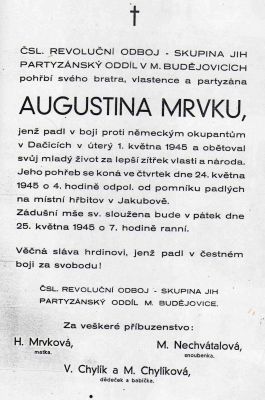 ČSL. REVOLUČNÍ ODBOJ - SKUPINA JIH
PARTYZÁNSKÝ ODDÍL V M. BUDĚJOVICÍCH
pohřbí svého bratra, vlastence a partyzána
AUGUSTINA MRVKU,
jenž padl v boji proti německým okupantům
v Dačicích v úterý 1. května 1945 a obětoval
svůj mladý život za lepší zítřek vlasti a národa.
Jeho pohřeb se koná ve čtvrtek dne 24. května
1945 o 4. hodině odpol. od pomníku padlých
na místní hřbitov v Jakubově.
Zádušní mše sv. sloužena bude v pátek dne
25. května 1945 o 7. hodině ranní.
Věčná sláva hrdinovi, jenž padl v čestném
boji za svobodu!
ČSL. REVOLUČNÍ ODBOJ - SKUPINA JIH
PARTYZÁNSKÝ ODDÍL M. BUDĚJOVICE.
Za veškeré příbuzenstvo:
H. Mrvková, M. Nechvátalová,
matka. snoubenka.
V. Chylík a M. Chylíková,
dědeček a babička.